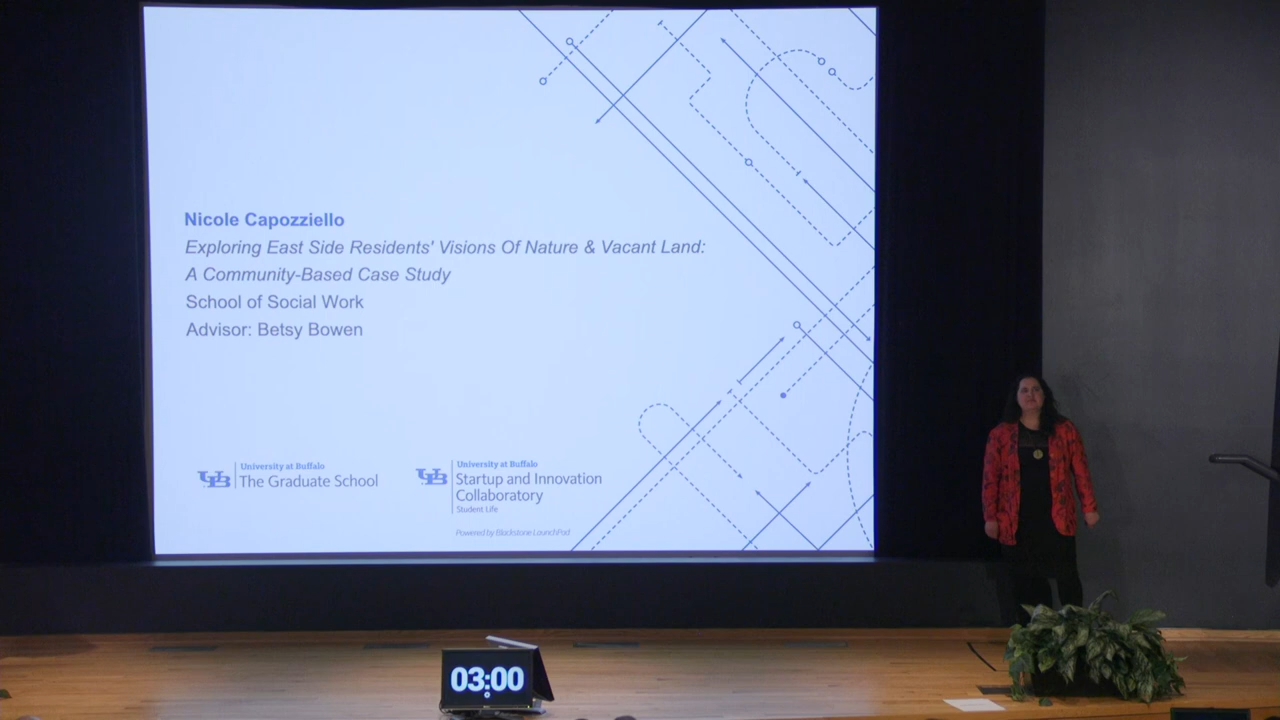 Nicole Capozziello
Exploring East Side Residents' Visions Of Nature & Vacant Land:
A Community-Based Case Study
School of Social Work
Advisor: Betsy Bowen
UB
University at Buffalo
The Graduate School
UB
University at Buffalo
Startup and Innovation
Collaboratory
Student Life
Powered by Blackstone LaunchPad
03:00